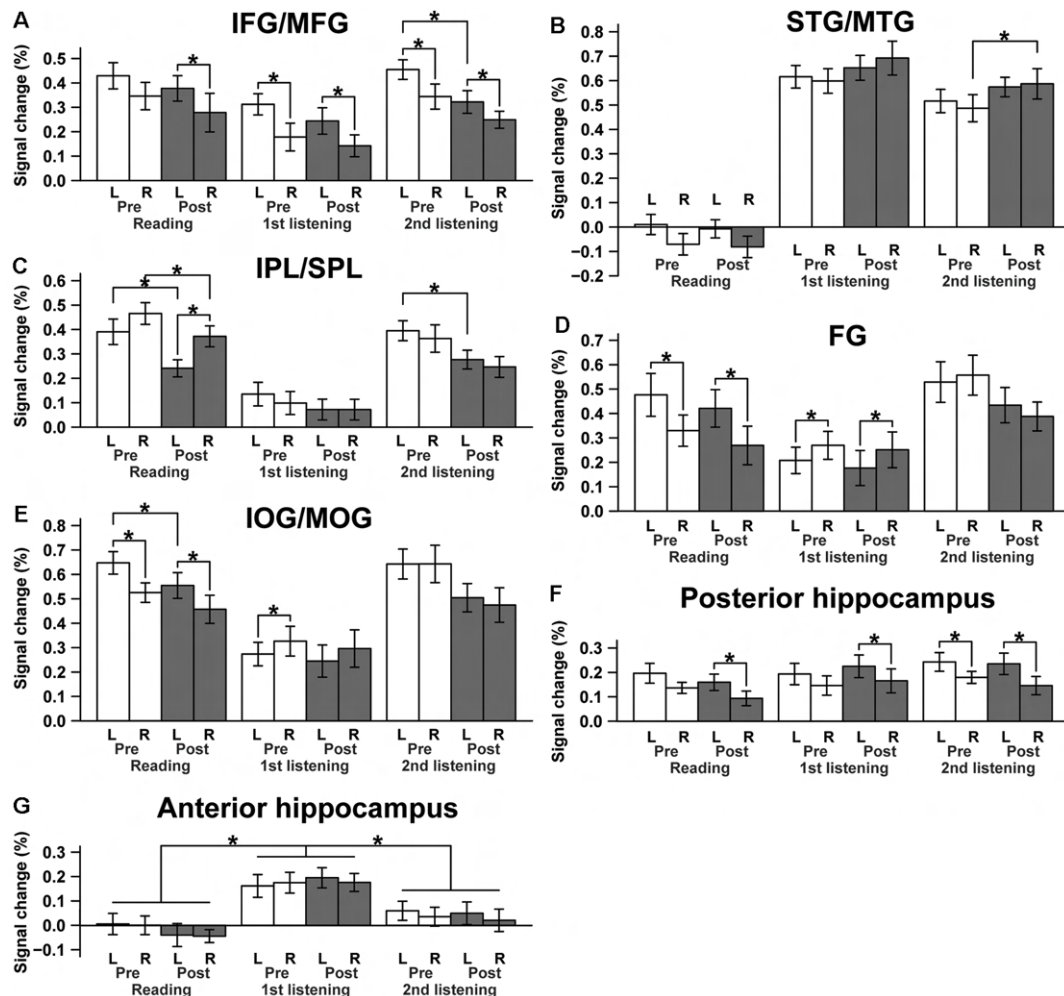 A
IFG/MFG
Signal change (%)
0.5
0.4
0.3
0.2
0.1
0.0
* * * * * *
L R L R L R L R L R L R
Pre Post Pre Post Pre Post
Reading 1st listening 2nd listening
B
STG/MTG
Signal change (%)
0.8
0.7
0.6
0.5
0.4
0.3
0.2
0.1
0.0
−0.1
−0.2
*
L R L R
L R L R L R L R
Pre Post Pre Post Pre Post
Reading 1st listening 2nd listening
C
IPL/SPL
Signal change (%)
0.6
0.5
0.4
0.3
0.2
0.1
0.0
* * * *
L R L R L R L R L R L R
Pre Post Pre Post Pre Post
Reading 1st listening 2nd listening
D
FG
Signal change (%)
0.7
0.6
0.5
0.4
0.3
0.2
0.1
0.0
* * * *
L R L R L R L R L R L R
Pre Post Pre Post Pre Post
Reading 1st listening 2nd listening
E
IOG/MOG
Signal change (%)
0.8
0.7
0.6
0.5
0.4
0.3
0.2
0.1
0.0
* * * *
L R L R L R L R L R L R
Pre Post Pre Post Pre Post
Reading 1st listening 2nd listening
F
Posterior hippocampus
Signal change (%)
0.3
0.2
0.1
0.0
* * * *
L R L R L R L R L R L R
Pre Post Pre Post Pre Post
Reading 1st listening 2nd listening
G
Anterior hippocampus
Signal change (%)
0.3
0.2
0.1
0.0
−0.1
* *
L R L R L R L R L R L R
Pre Post Pre Post Pre Post
Reading 1st listening 2nd listening